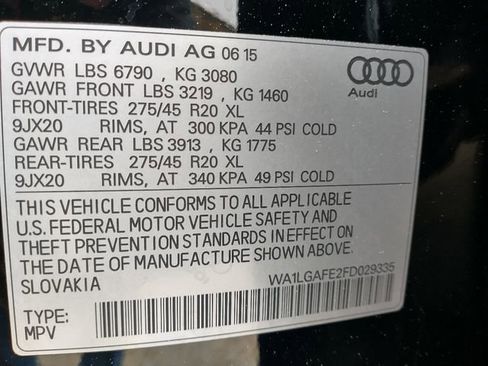 MFD. BY AUDI AG 06 15
GVWR LBS 6790 , KG 3080
GAWR FRONT LBS 3219 , KG 1460
FRONT-TIRES 275/45 R20 XL
9JX20 RIMS, AT 300 KPA 44 PSI COLD
GAWR REAR LBS 3913 , KG 1775
REAR-TIRES 275/45 R20 XL
9JX20 RIMS, AT 340 KPA 49 PSI COLD
Audi
THIS VEHICLE CONFORMS TO ALL APPLICABLE
U.S. FEDERAL MOTOR VEHICLE SAFETY AND
THEFT PREVENTION STANDARDS IN EFFECT ON
THE DATE OF MANUFACTURE SHOWN ABOVE.
SLOVAKIA
WA1LGAFE2FD029335
TYPE:
MPV